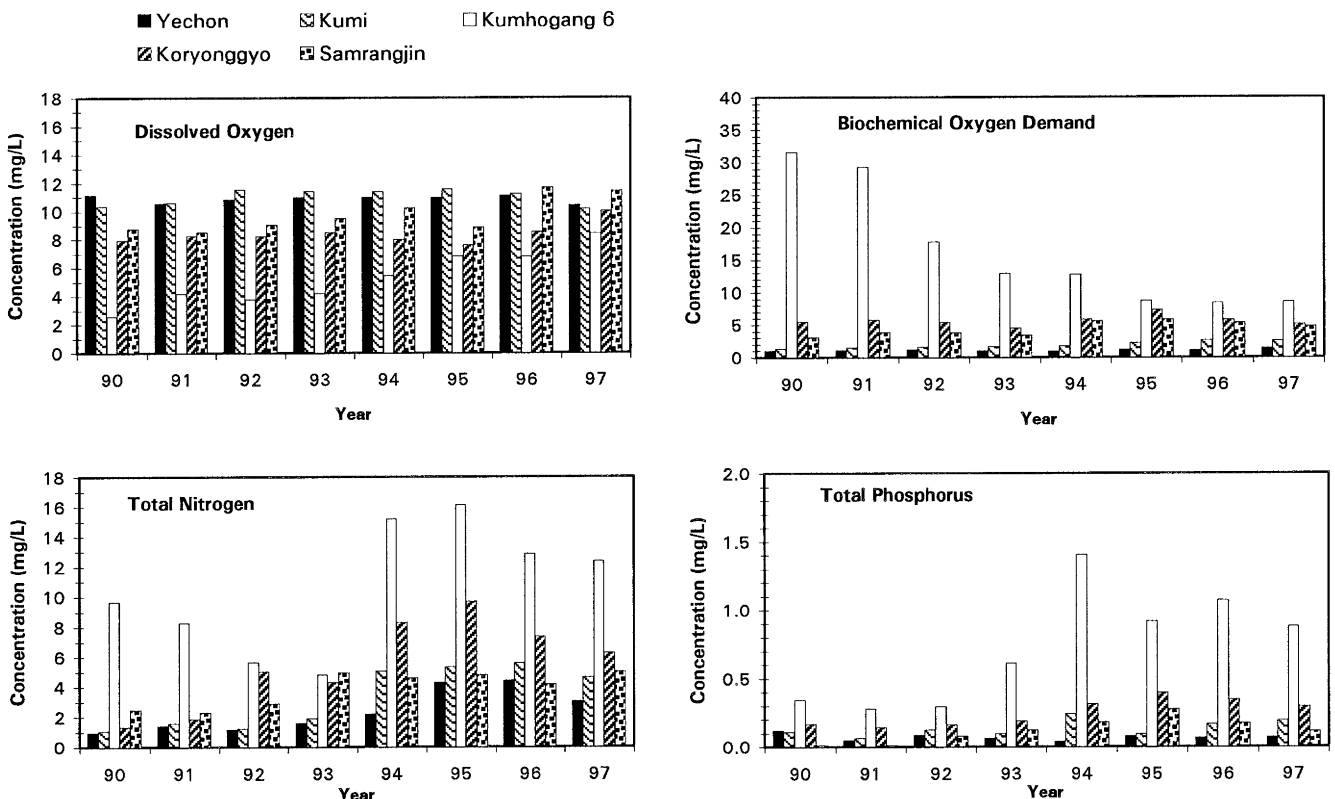 Yechon Kumi Kumhogang 6
Koryonggyo Samrangjin
Dissolved Oxygen
Concentration (mg/L)
18
16
14
12
10
8
6
4
2
0
90 91 92 93 94 95 96 97
Year
Biochemical Oxygen Demand
Concentration (mg/L)
40
35
30
25
20
15
10
5
0
90 91 92 93 94 95 96 97
Year
Total Nitrogen
Concentration (mg/L)
18
16
14
12
10
8
6
4
2
0
90 91 92 93 94 95 96 97
Year
Total Phosphorus
Concentration (mg/L)
2.0
1.5
1.0
0.5
0.0
90 91 92 93 94 95 96 97
Year